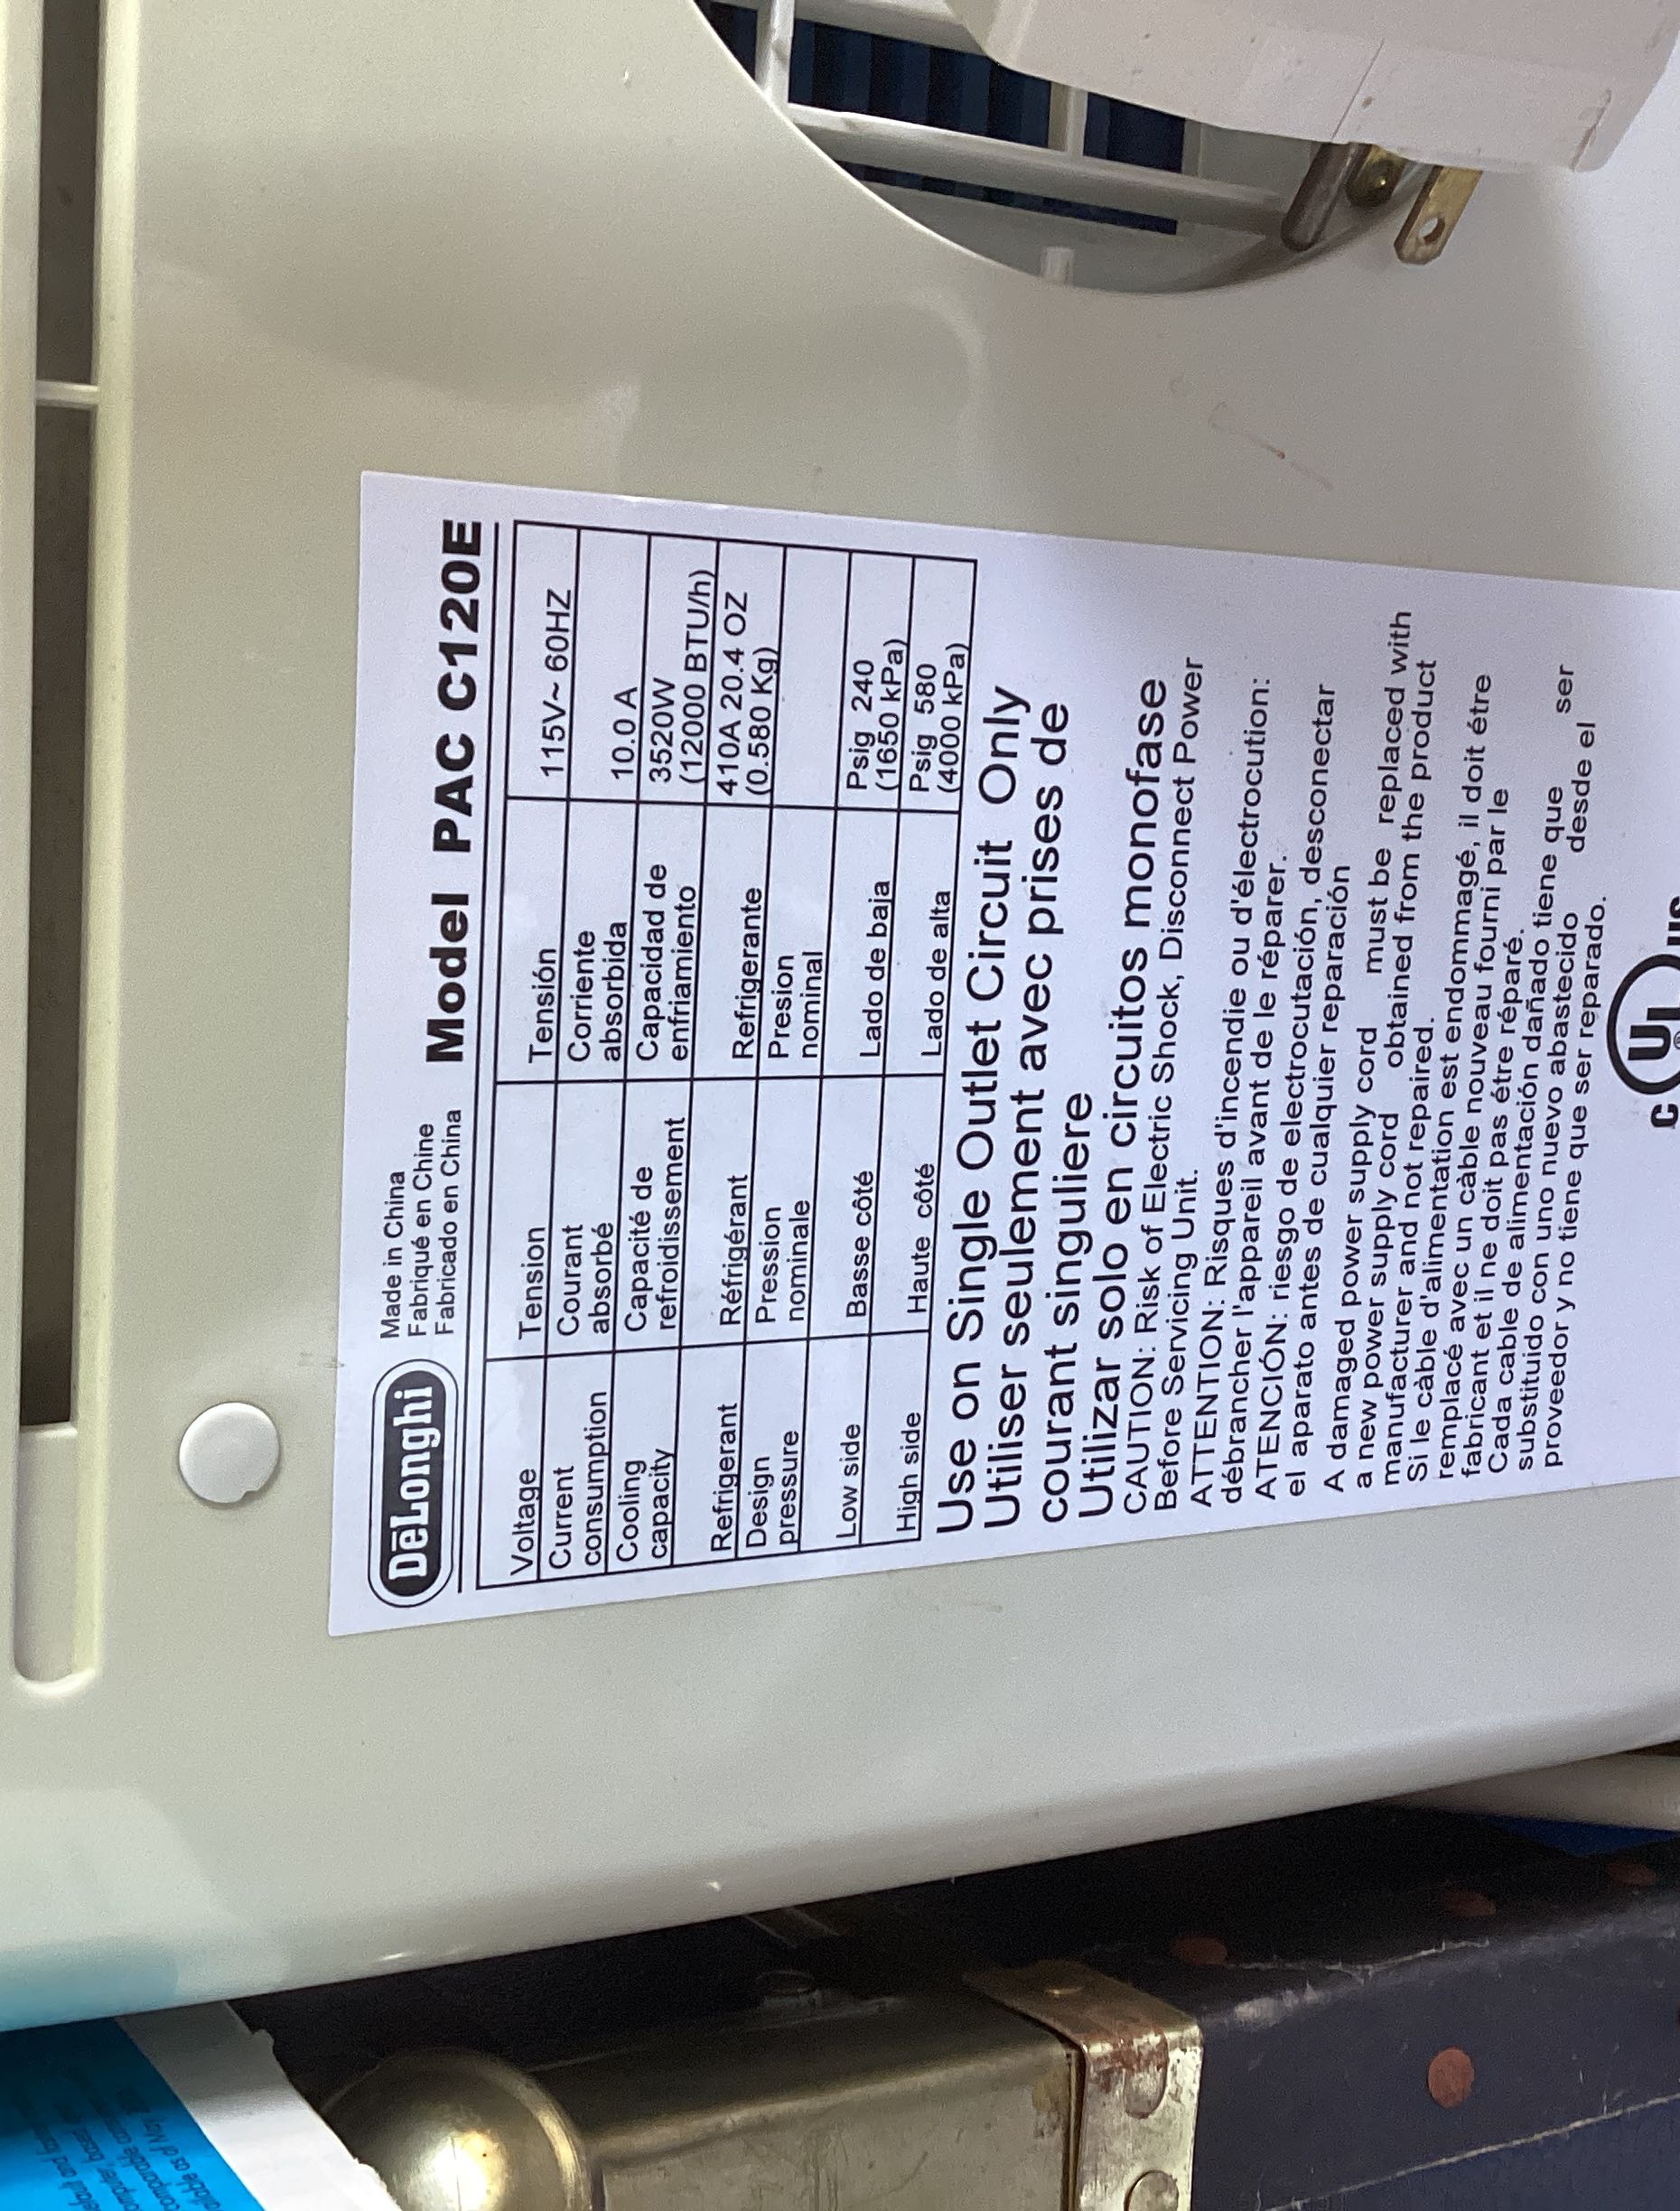 DēLonghi
Made in China
Fabriqué en Chine
Fabricado en China
Model PAC C120E
Voltage Tension Tensión 115V~ 60HZ
Current consumption Courant absorbé Corriente absorbida 10.0 A
Cooling capacity Capacité de refroidissement Capacidad de enfriamiento 3520W (12000 BTU/h)
Refrigerant Réfrigérant Refrigerante 410A 20.4 OZ (0.580 Kg)
Design pressure Pression nominale Presion nominal
Low side Basse côté Lado de baja Psig 240 (1650 kPa)
High side Haute côté Lado de alta Psig 580 (4000 kPa)
Use on Single Outlet Circuit Only
Utiliser seulement avec prises de
courant singuliere
Utilizar solo en circuitos monofase
CAUTION: Risk of Electric Shock, Disconnect Power
Before Servicing Unit.
ATTENTION: Risques d'incendie ou d'électrocution:
débrancher l'appareil avant de le réparer.
ATENCIÓN: riesgo de electrocutación, desconectar
el aparato antes de cualquier reparación
A damaged power supply cord must be replaced with
a new power supply cord obtained from the product
manufacturer and not repaired.
Si le càble d'alimentation est endommagé, il doit étre
remplacé avec un càble nouveau fourni par le
fabricant et il ne doit pas étre réparé.
Cada cable de alimentación dañado tiene que ser
substituido con uno nuevo abastecido desde el
proveedor y no tiene que ser reparado.
C UL US